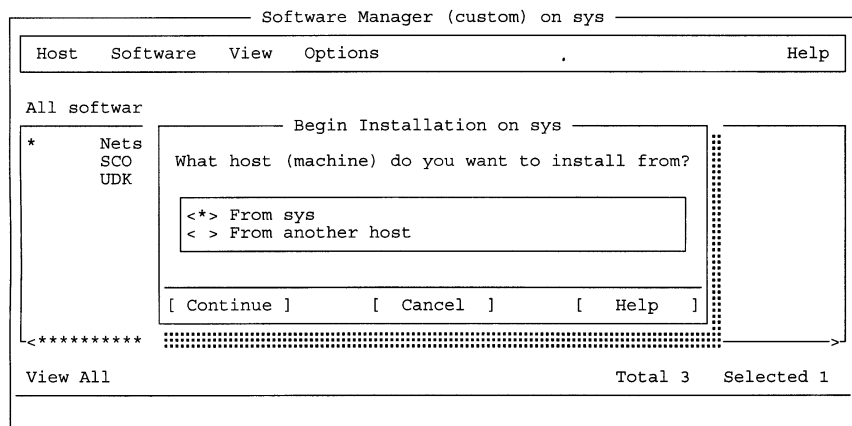 Software Manager (custom) on sys
Host Software View Options Help
All softwar
Begin Installation on sys
* Nets
What host (machine) do you want to install from?
SCO
UDK
<*> From sys
< > From another host
[ Continue ] [ Cancel ] [ Help ]
<********** >
View All Total 3 Selected 1